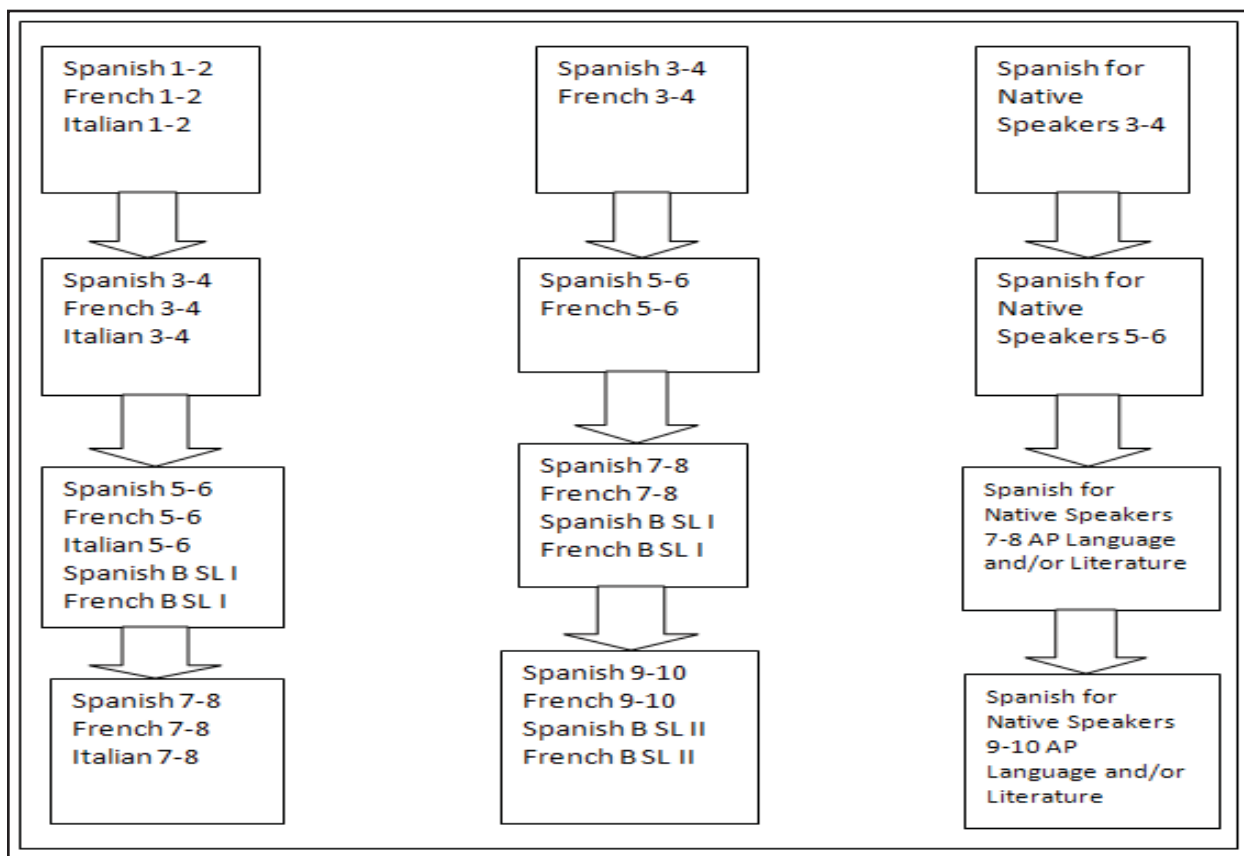 Spanish 1-2
French 1-2
Italian 1-2
Spanish 3-4
French 3-4
Italian 3-4
Spanish 5-6
French 5-6
Italian 5-6
Spanish B SL I
French B SL I
Spanish 7-8
French 7-8
Italian 7-8
Spanish 3-4
French 3-4
Spanish 5-6
French 5-6
Spanish 7-8
French 7-8
Spanish B SL I
French B SL I
Spanish 9-10
French 9-10
Spanish B SL II
French B SL II
Spanish for
Native
Speakers 3-4
Spanish for
Native
Speakers 5-6
Spanish for
Native Speakers
7-8 AP Language
and/or Literature
Spanish for
Native Speakers
9-10 AP
Language and/or
Literature